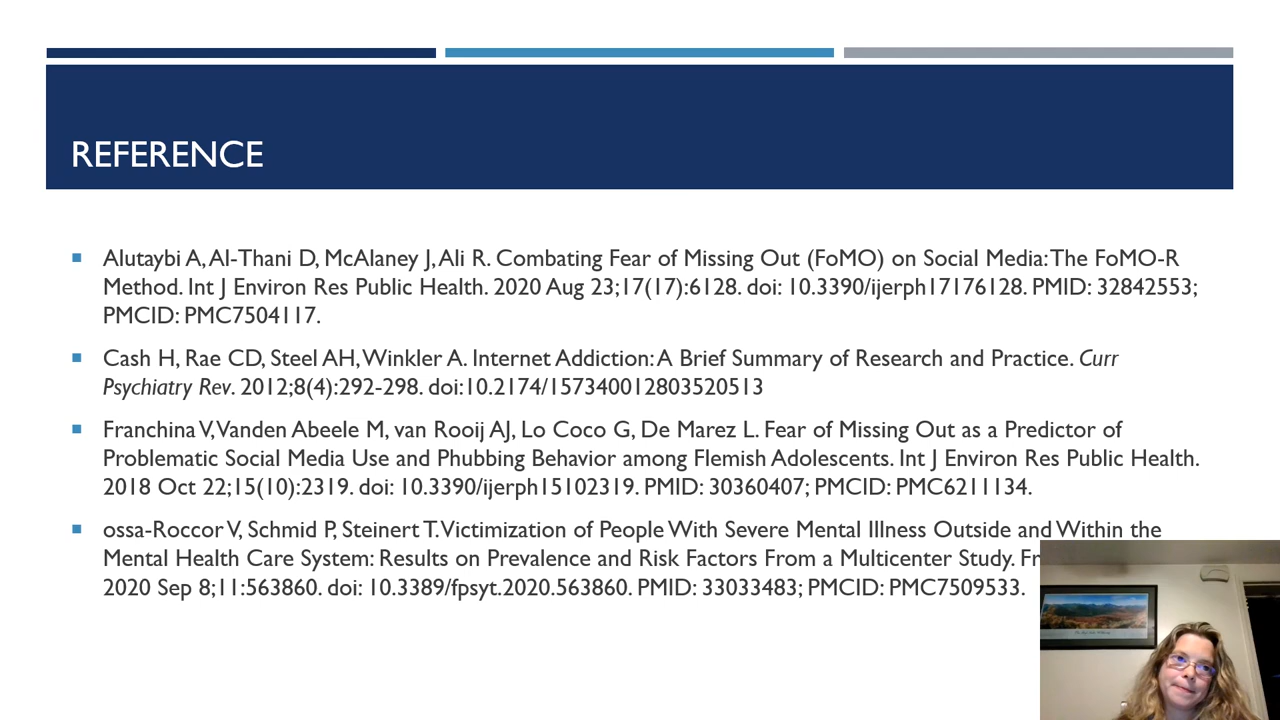 REFERENCE
Alutaybi A, Al-Thani D, McAlaney J, Ali R. Combating Fear of Missing Out (FoMO) on Social Media: The FoMO-R
Method. Int J Environ Res Public Health. 2020 Aug 23;17(17):6128. doi: 10.3390/ijerph17176128. PMID: 32842553;
PMCID: PMC7504117.
Cash H, Rae CD, Steel AH, Winkler A. Internet Addiction: A Brief Summary of Research and Practice. Curr
Psychiatry Rev. 2012;8(4):292-298. doi:10.2174/157340012803520513
Franchina V, Vanden Abeele M, van Rooij AJ, Lo Coco G, De Marez L. Fear of Missing Out as a Predictor of
Problematic Social Media Use and Phubbing Behavior among Flemish Adolescents. Int J Environ Res Public Health.
2018 Oct 22;15(10):2319. doi: 10.3390/ijerph15102319. PMID: 30360407; PMCID: PMC6211134.
ossa-Roccor V, Schmid P, Steinert T. Victimization of People With Severe Mental Illness Outside and Within the
Mental Health Care System: Results on Prevalence and Risk Factors From a Multicenter Study.
2020 Sep 8;11:563860. doi: 10.3389/fpsyt.2020.563860. PMID: 33033483; PMCID: PMC7509533.